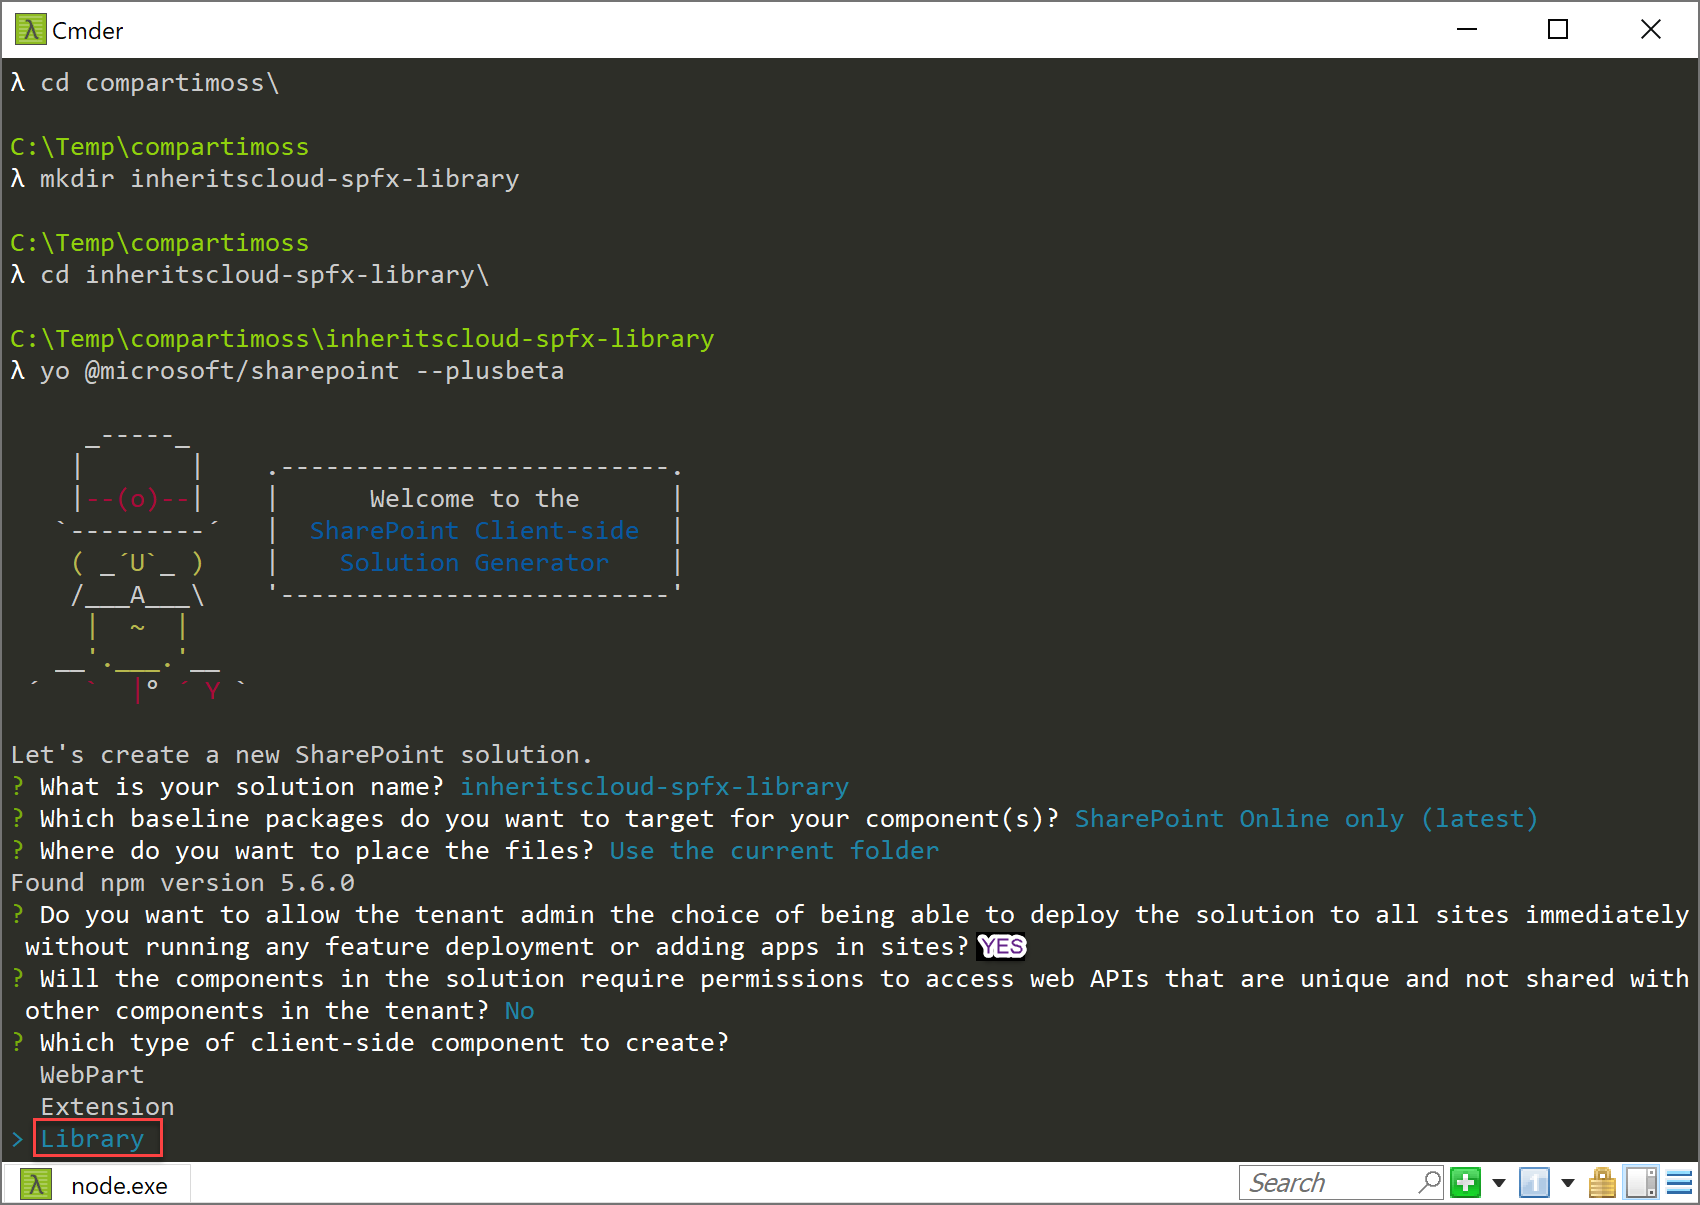 Cmder
λ cd compartimoss\
C:\Temp\compartimoss
λ mkdir inheritscloud-spfx-library
C:\Temp\compartimoss
λ cd inheritscloud-spfx-library\
C:\Temp\compartimoss\inheritscloud-spfx-library
λ yo @microsoft/sharepoint --plusbeta
     _-----_
    |       |    .--------------------------.
    |--(o)--|    |      Welcome to the      |
   `---------´   |  SharePoint Client-side  |
    ( _´U`_ )    |    Solution Generator    |
    /___A___\    '--------------------------'
     |  ~  |
   __'.___.'__
 ´   `  |° ´ Y `
Let's create a new SharePoint solution.
? What is your solution name? inheritscloud-spfx-library
? Which baseline packages do you want to target for your component(s)? SharePoint Online only (latest)
? Where do you want to place the files? Use the current folder
Found npm version 5.6.0
? Do you want to allow the tenant admin the choice of being able to deploy the solution to all sites immediately
 without running any feature deployment or adding apps in sites? YES
? Will the components in the solution require permissions to access web APIs that are unique and not shared with
 other components in the tenant? No
? Which type of client-side component to create?
  WebPart
  Extension
> Library
λ node.exe Search 1